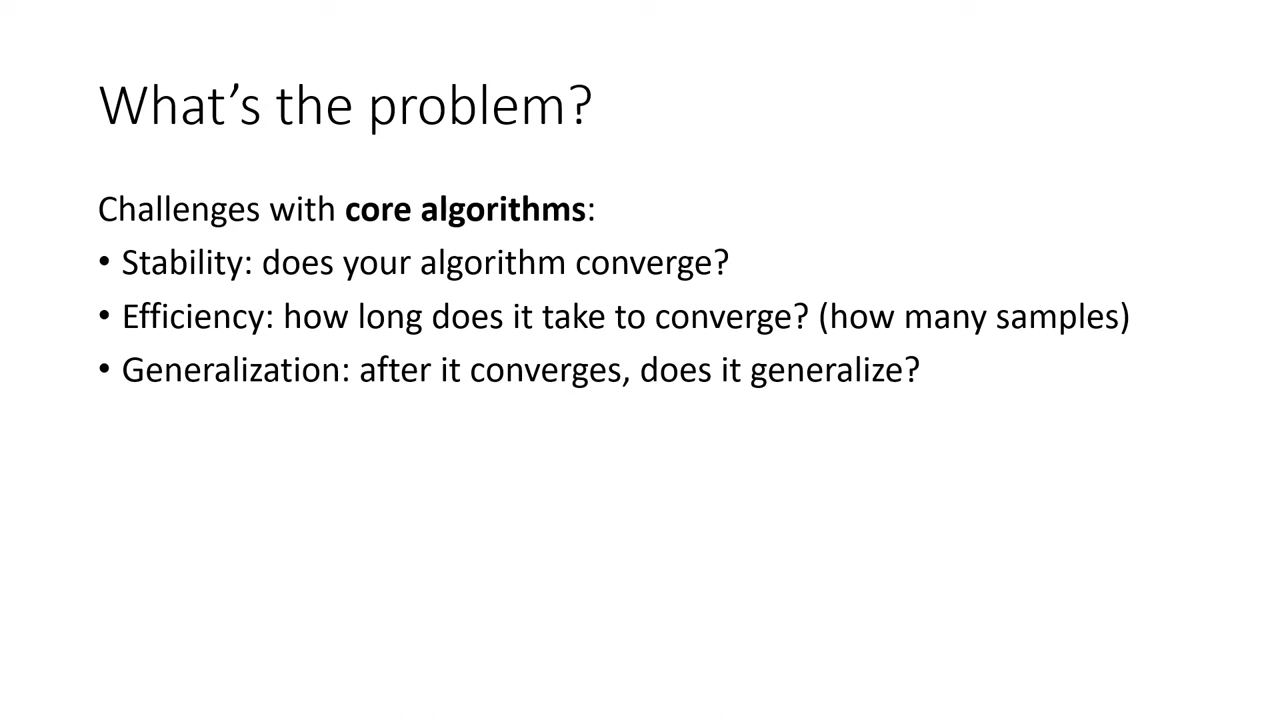 What’s the problem?
Challenges with core algorithms:
• Stability: does your algorithm converge?
• Efficiency: how long does it take to converge? (how many samples)
• Generalization: after it converges, does it generalize?